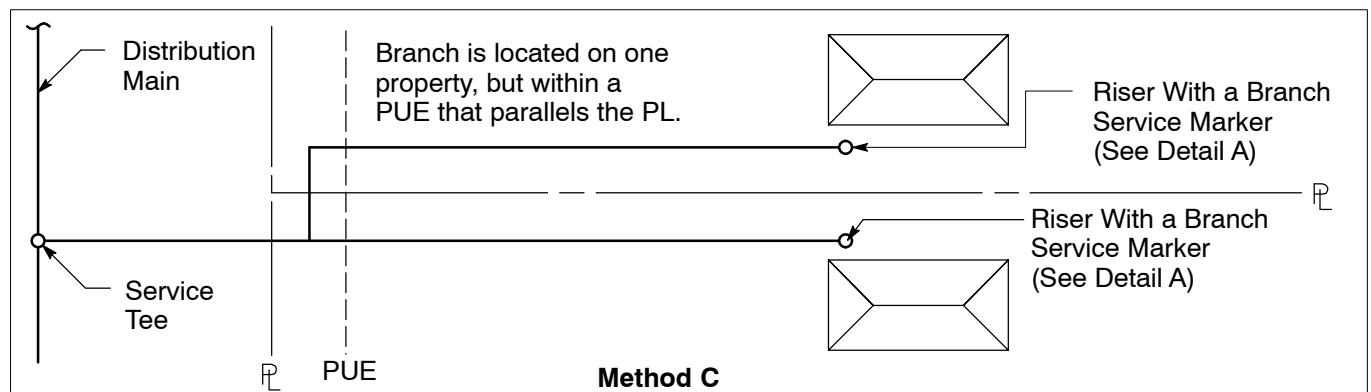 Distribution
Main
Branch is located on one
property, but within a
PUE that parallels the PL.
Riser With a Branch
Service Marker
(See Detail A)
PL
Riser With a Branch
Service Marker
(See Detail A)
Service
Tee
PL
PUE
Method C